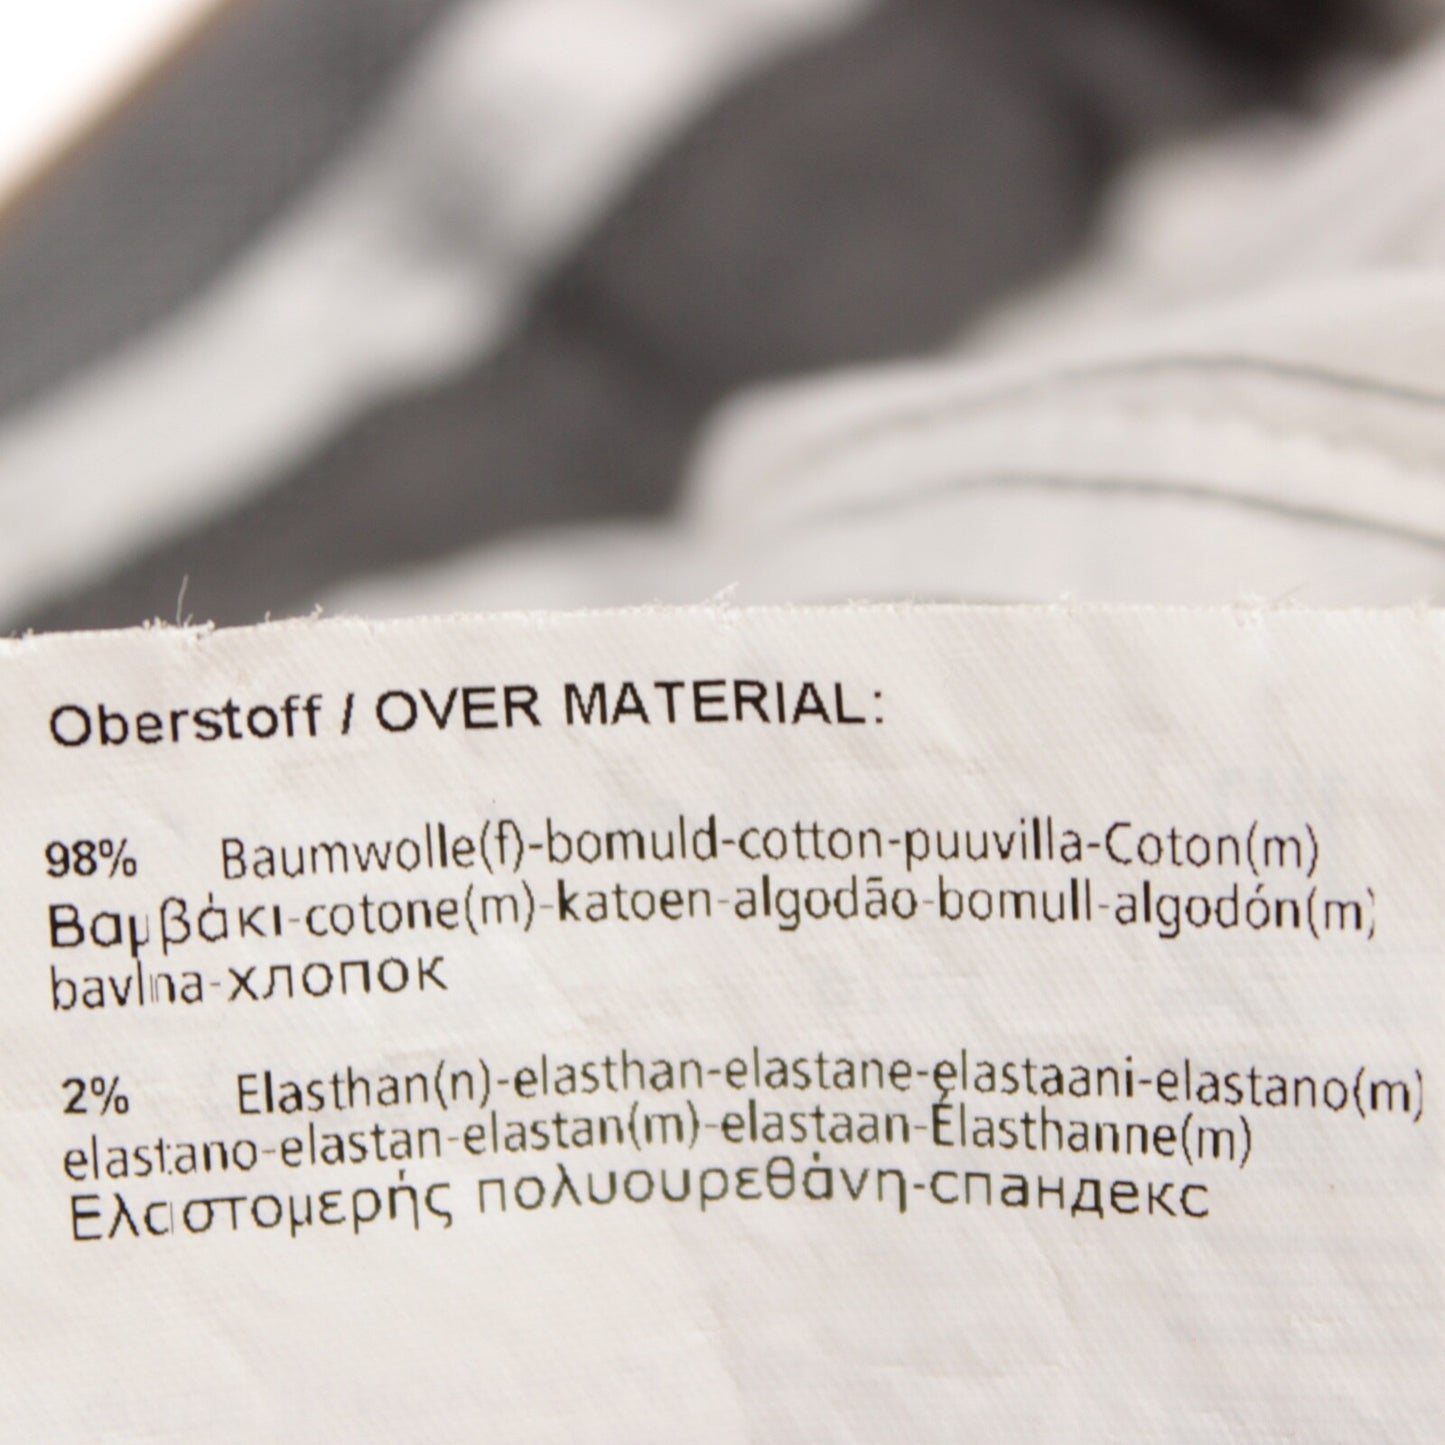 Oberstoff / OVER MATERIAL:
98% Baumwolle(f)-bomuld-cotton-puuvilla-Coton(m)
Βαμβάκι-cotone(m)-katoen-algodão-bomull-algodón(m)
bavlna-хлопок
2% Elasthan(n)-elasthan-elastane-elastaani-elastano(m)
elastano-elastan-elastan(m)-elastaan-Élasthanne(m)
Ελαστομερής πολυουρεθάνη-спандекс